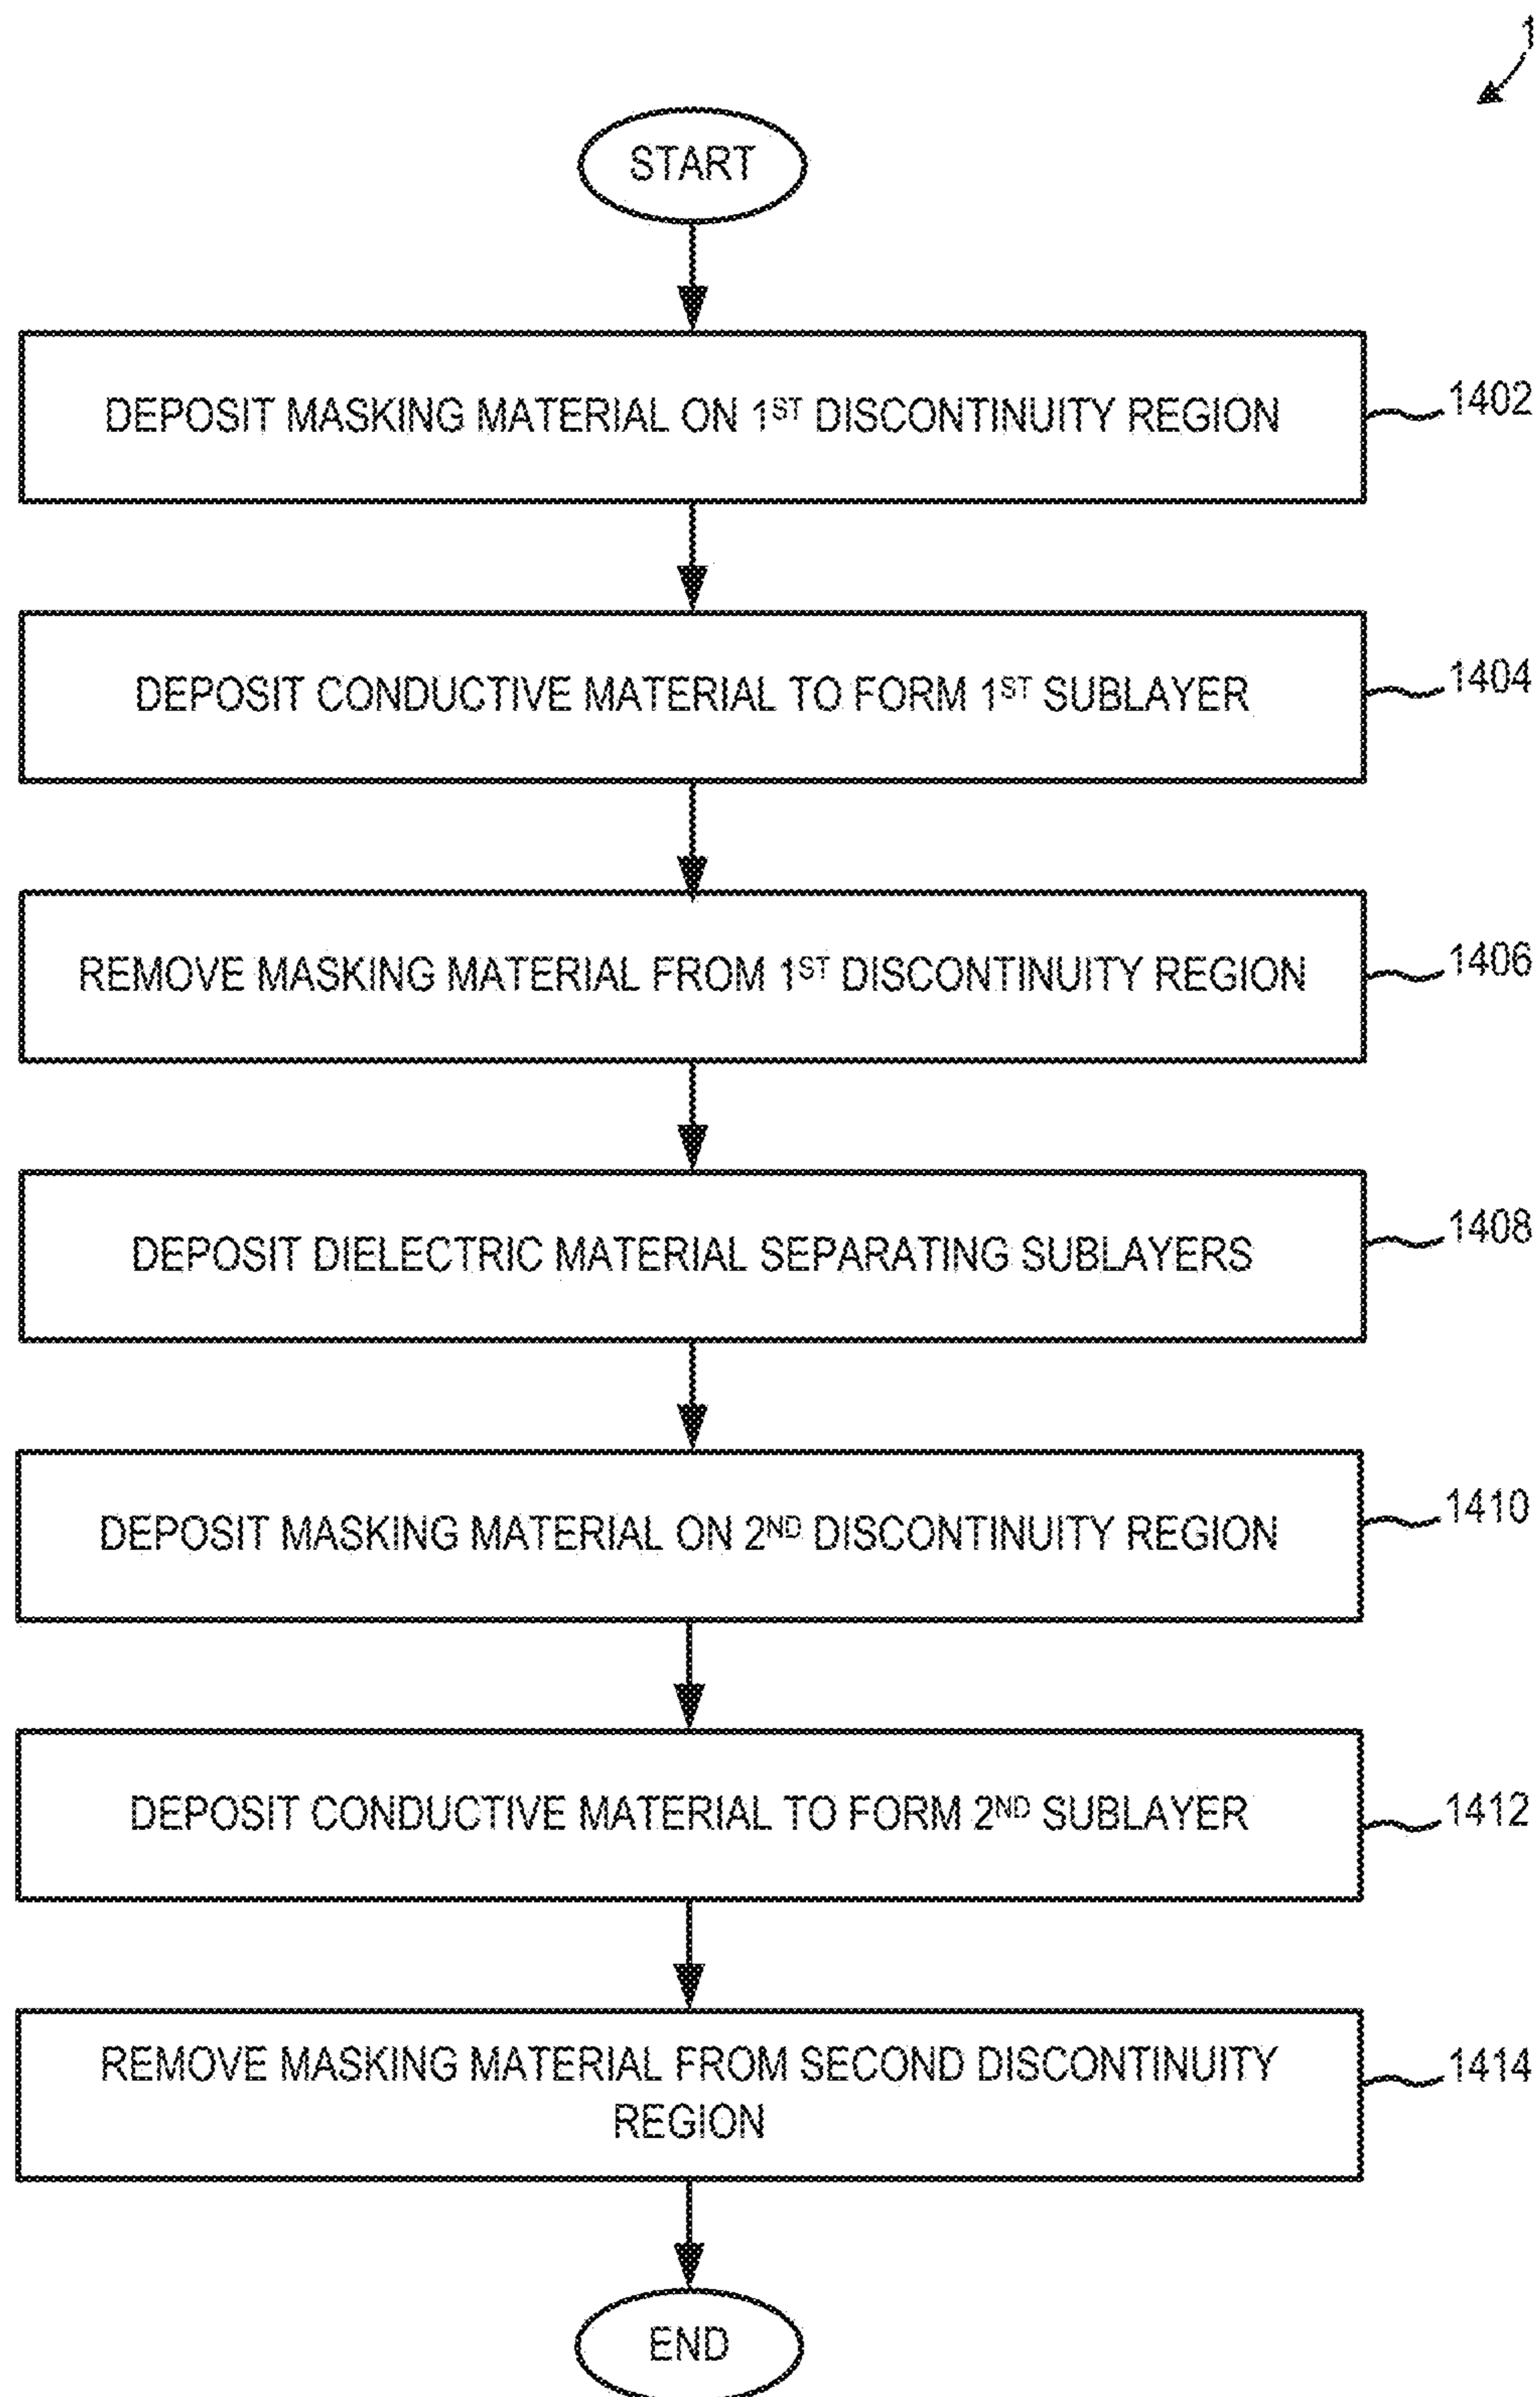 1
START
DEPOSIT MASKING MATERIAL ON 1ST DISCONTINUITY REGION
1402
DEPOSIT CONDUCTIVE MATERIAL TO FORM 1ST SUBLAYER
1404
REMOVE MASKING MATERIAL FROM 1ST DISCONTINUITY REGION
1406
DEPOSIT DIELECTRIC MATERIAL SEPARATING SUBLAYERS
1408
DEPOSIT MASKING MATERIAL ON 2ND DISCONTINUITY REGION
1410
DEPOSIT CONDUCTIVE MATERIAL TO FORM 2ND SUBLAYER
1412
REMOVE MASKING MATERIAL FROM SECOND DISCONTINUITY
REGION
1414
END